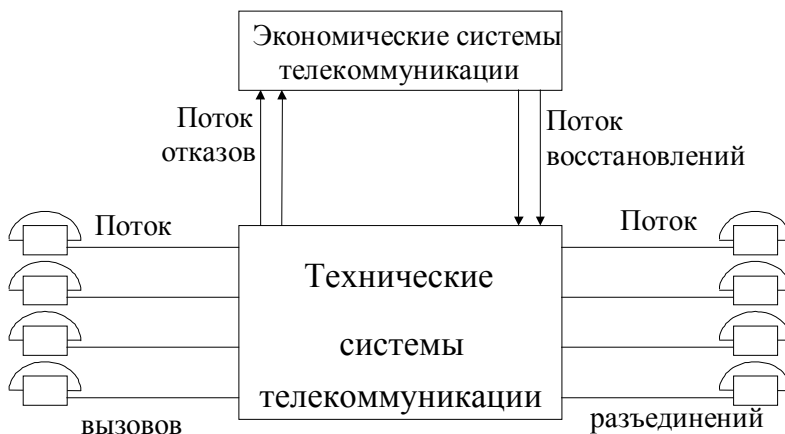 Экономические системы
телекоммуникации
Поток
отказов
Поток
восстановлений
Поток
вызовов
Технические
системы
телекоммуникации
Поток
разъединений